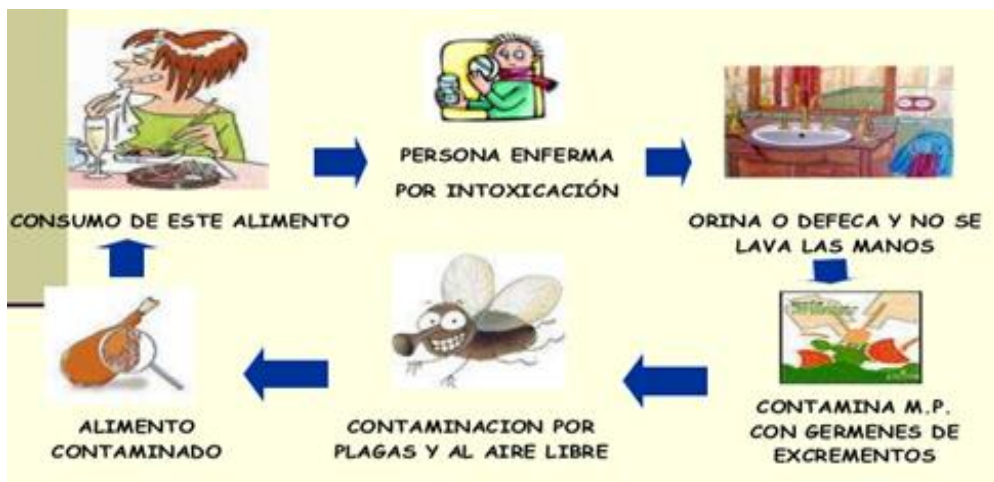 CONSUMO DE ESTE ALIMENTO
PERSONA ENFERMA
POR INTOXICACIÓN
ORINA O DEFECA Y NO SE
LAVA LAS MANOS
CONTAMINA M.P.
CON GERMENES DE
EXCREMENTOS
CONTAMINACION POR
PLAGAS Y AL AIRE LIBRE
ALIMENTO
CONTAMINADO